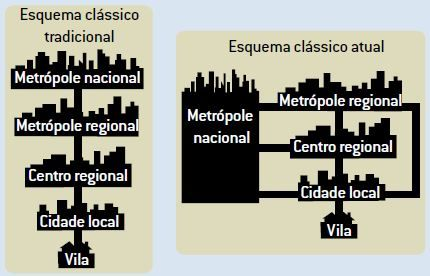 Esquema clássico
tradicional
Metrópole nacional
Metrópole regional
Centro regional
Cidade local
Vila
Esquema clássico atual
Metrópole
nacional
Metrópole regional
Centro regional
Cidade local
Vila